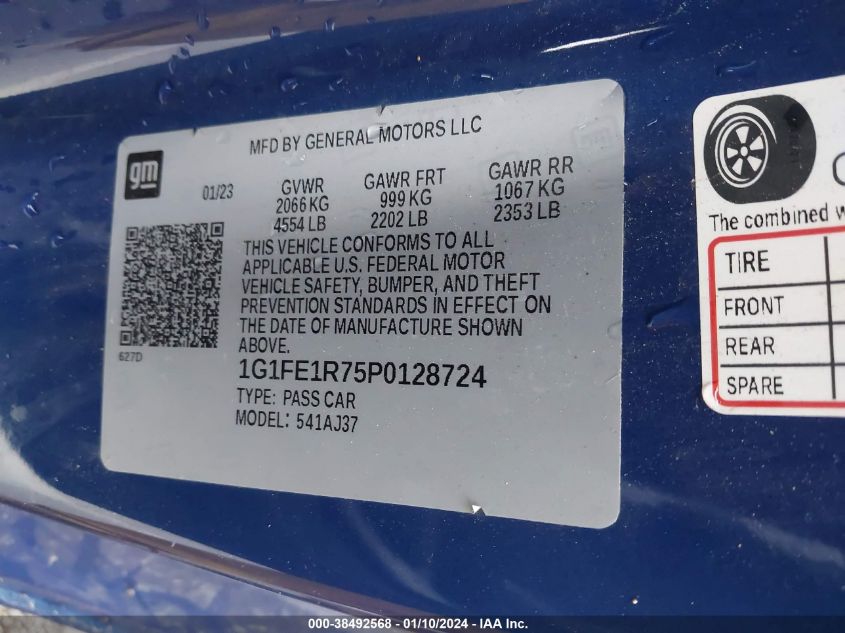 MFD BY GENERAL MOTORS LLC
gm
01/23
GVWR
2066 KG
4554 LB
GAWR FRT
999 KG
2202 LB
GAWR RR
1067 KG
2353 LB
THIS VEHICLE CONFORMS TO ALL
APPLICABLE U.S. FEDERAL MOTOR
VEHICLE SAFETY, BUMPER, AND THEFT
PREVENTION STANDARDS IN EFFECT ON
THE DATE OF MANUFACTURE SHOWN
ABOVE.
627D
1G1FE1R75P0128724
TYPE: PASS CAR
MODEL: 541AJ37
The combined
TIRE
FRONT
REAR
SPARE
000-38492568 - 01/10/2024 - IAAI Inc.